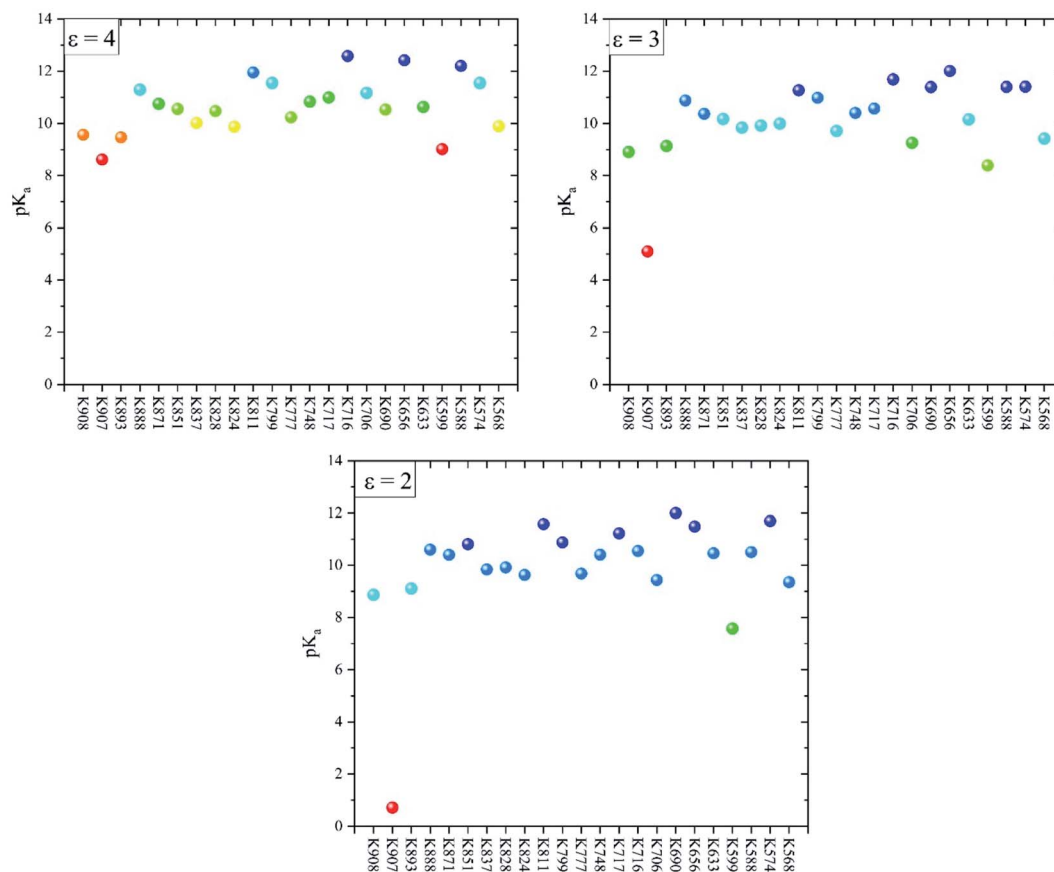 ε = 4
14
12
10
8
6
4
2
0
pKₐ
K908
K907
K893
K888
K871
K851
K837
K828
K824
K811
K799
K777
K748
K717
K716
K706
K690
K656
K633
K599
K588
K574
K568
ε = 3
14
12
10
8
6
4
2
0
pKₐ
K908
K907
K893
K888
K871
K851
K837
K828
K824
K811
K799
K777
K748
K717
K716
K706
K690
K656
K633
K599
K588
K574
K568
ε = 2
14
12
10
8
6
4
2
0
pKₐ
K908
K907
K893
K888
K871
K851
K837
K828
K824
K811
K799
K777
K748
K717
K716
K706
K690
K656
K633
K599
K588
K574
K568